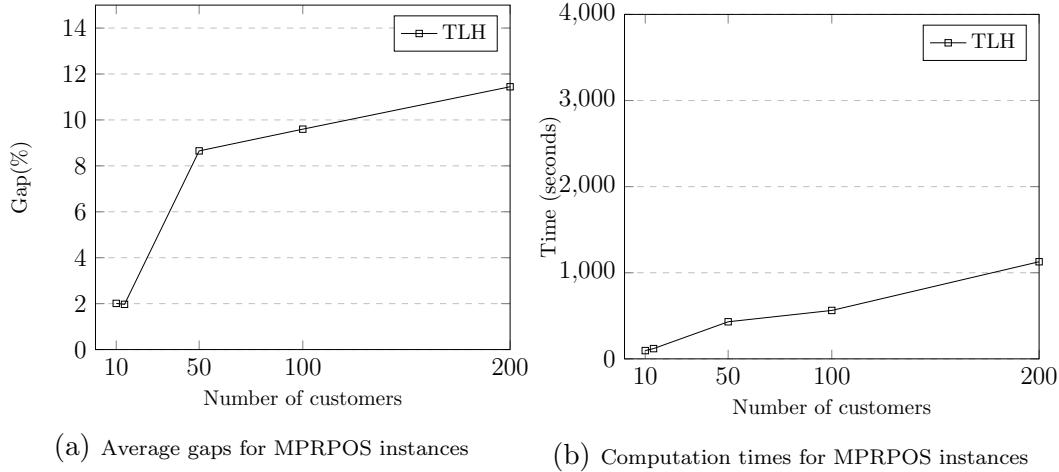 14
12
10
8
6
4
2
0
Gap(%)
TLH
10 50 100 200
Number of customers
(a) Average gaps for MPRPOS instances
4,000
3,000
2,000
1,000
0
Time (seconds)
TLH
10 50 100 200
Number of customers
(b) Computation times for MPRPOS instances